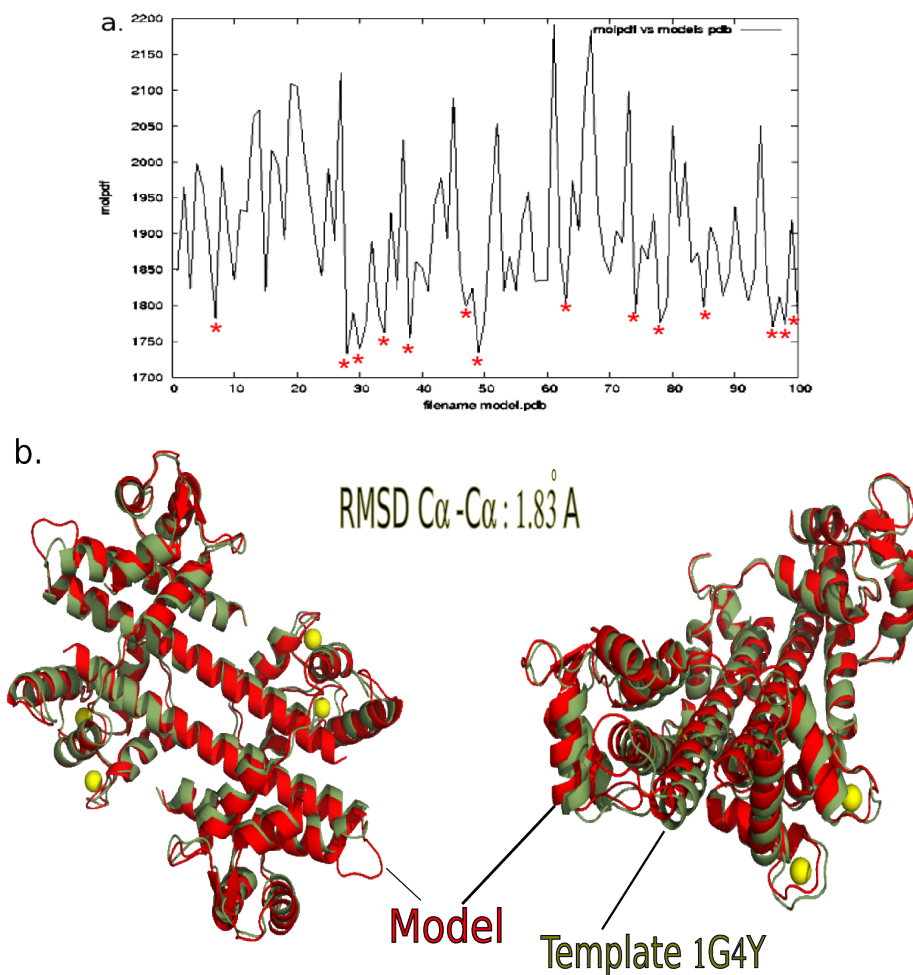 a.
molpdf vs models pdb
2200
2150
2100
2050
2000
1950
1900
1850
1800
1750
1700
molpdf
0 10 20 30 40 50 60 70 80 90 100
filename model.pdb
* * * * * * * * * * * * * * *
b.
RMSD Cα -Cα : 1.83 Å
Model
Template 1G4Y